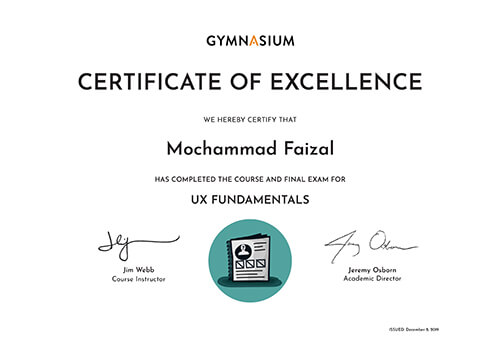 GYMNASIUM
CERTIFICATE OF EXCELLENCE
WE HEREBY CERTIFY THAT
Mochammad Faizal
HAS COMPLETED THE COURSE AND FINAL EXAM FOR
UX FUNDAMENTALS
Jim Webb
Course Instructor
Jeremy Osborn
Academic Director
ISSUED: December 9, 2019